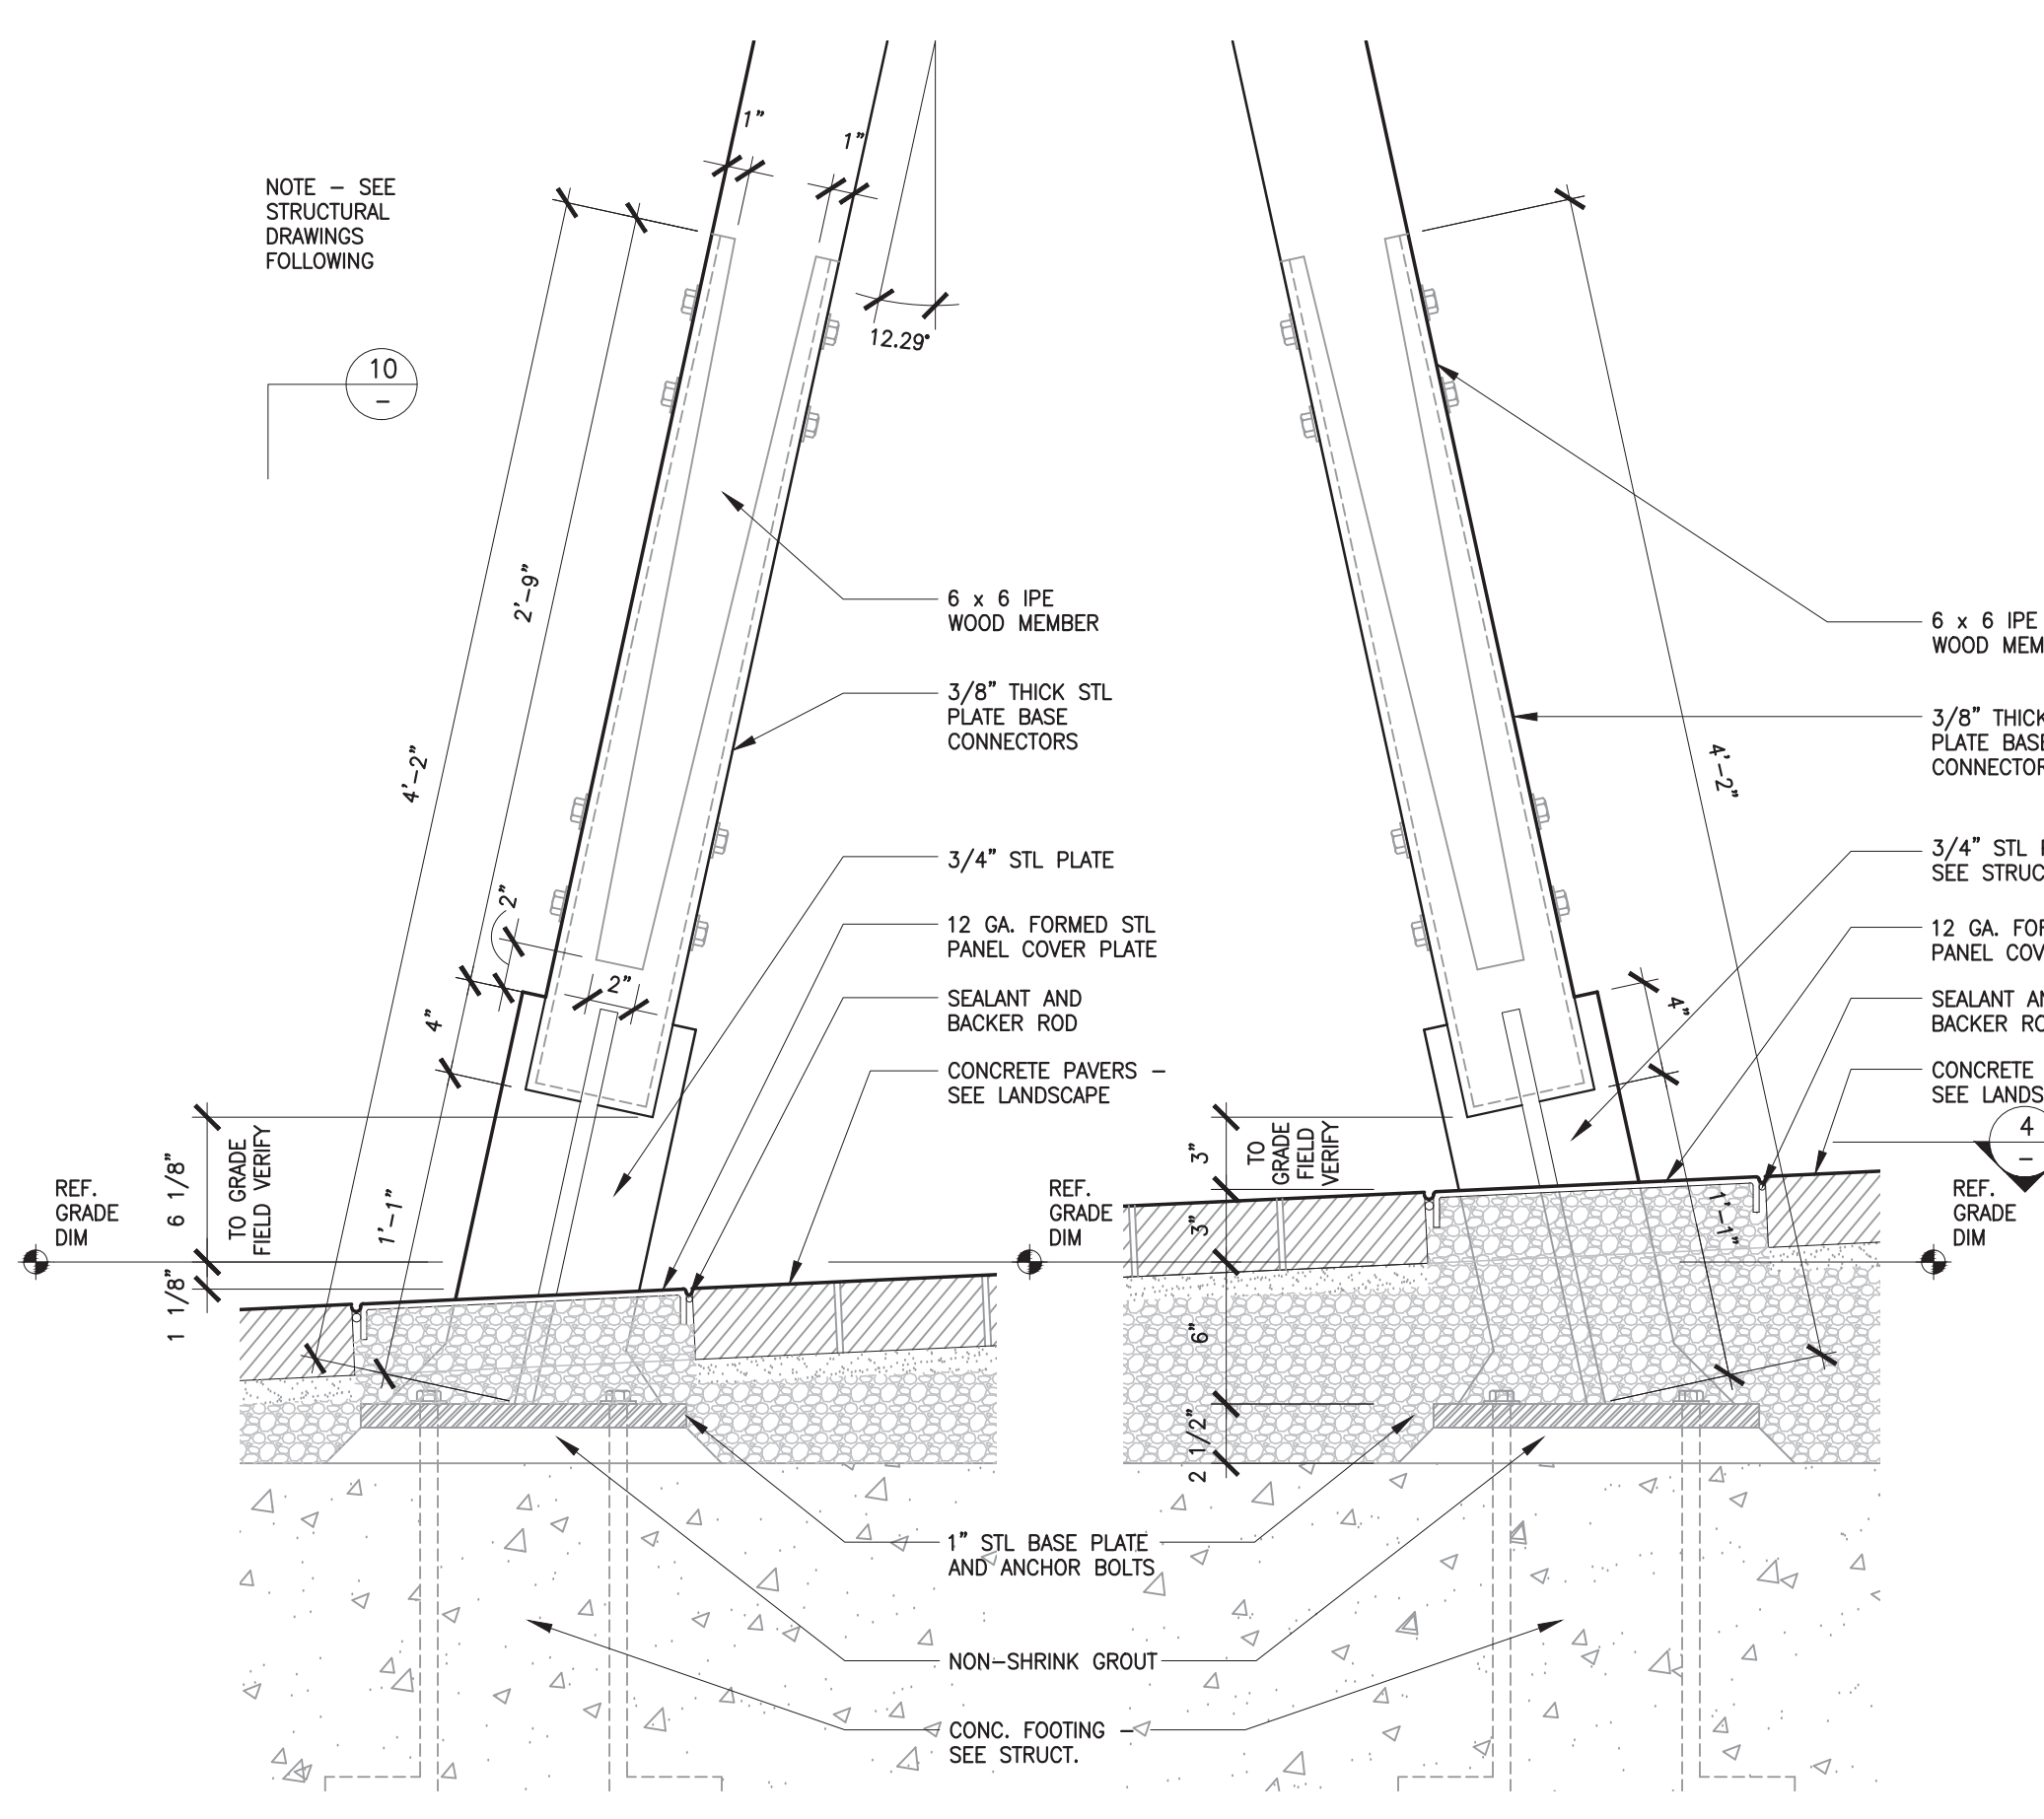 1”
1”
NOTE – SEE
STRUCTURAL
DRAWINGS
FOLLOWING
12.29°
10
–
2’–9”
4’–2”
6 x 6 IPE
WOOD MEMBER
3/8” THICK STL
PLATE BASE
CONNECTORS
3/4” STL PLATE
12 GA. FORMED STL
PANEL COVER PLATE
SEALANT AND
BACKER ROD
CONCRETE PAVERS –
SEE LANDSCAPE
2”
2”
4”
1’–1”
6 1/8”
TO GRADE
FIELD VERIFY
1 1/8”
REF.
GRADE
DIM
1” STL BASE PLATE
AND ANCHOR BOLTS
NON–SHRINK GROUT
CONC. FOOTING –
SEE STRUCT.
6 x 6 IPE
WOOD MEM
3/8” THICK
PLATE BASE
CONNECTOR
4’–2”
3/4” STL
SEE STRUC
12 GA. FOR
PANEL COV
SEALANT AN
BACKER RO
CONCRETE
SEE LANDS
4”
4
–
3”
TO
GRADE
FIELD
VERIFY
3”
6”
2 1/2”
1’–1”
REF.
GRADE
DIM
REF.
GRADE
DIM